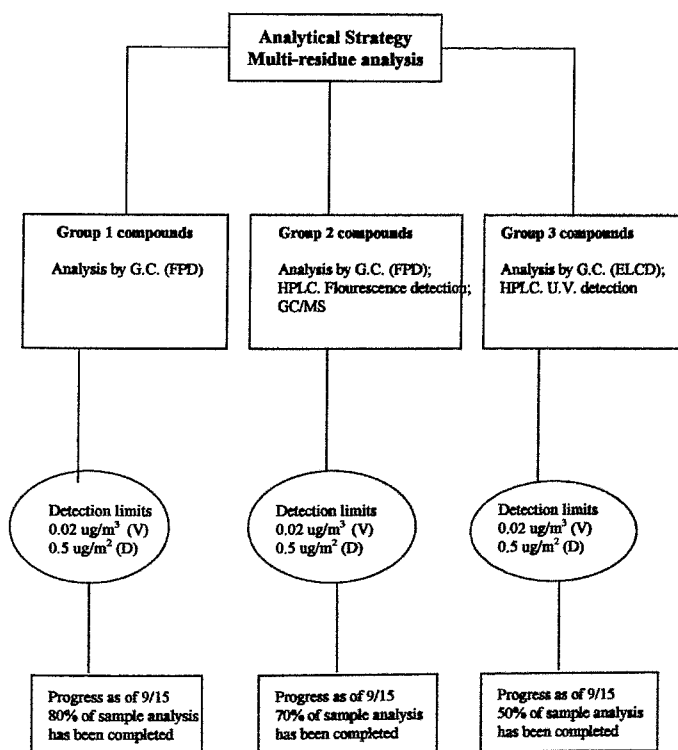 Analytical Strategy
Multi-residue analysis
Group 1 compounds
Analysis by G.C. (FPD)
Group 2 compounds
Analysis by G.C. (FPD);
HPLC. Flourescence detection;
GC/MS
Group 3 compounds
Analysis by G.C. (ELCD);
HPLC. U.V. detection
Detection limits
0.02 ug/m³ (V)
0.5 ug/m² (D)
Detection limits
0.02 ug/m³ (V)
0.5 ug/m² (D)
Detection limits
0.02 ug/m³ (V)
0.5 ug/m² (D)
Progress as of 9/15
80% of sample analysis
has been completed
Progress as of 9/15
70% of sample analysis
has been completed
Progress as of 9/15
50% of sample analysis
has been completed